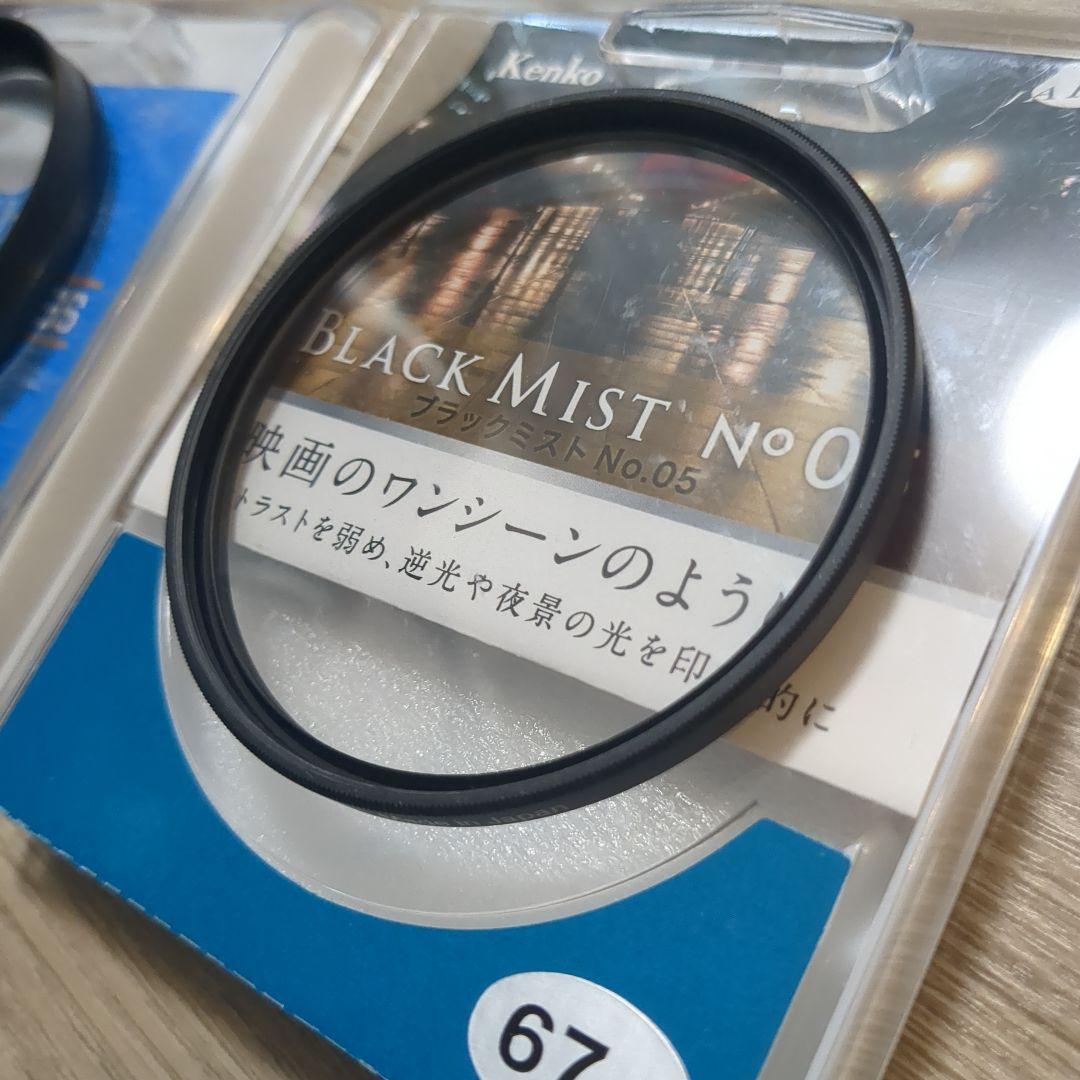 Kenko
BLACK MIST No 0
ブラックミスト No.05
映画のワンシーンのよう
トラストを弱め、逆光や夜景の光を印
的に
67